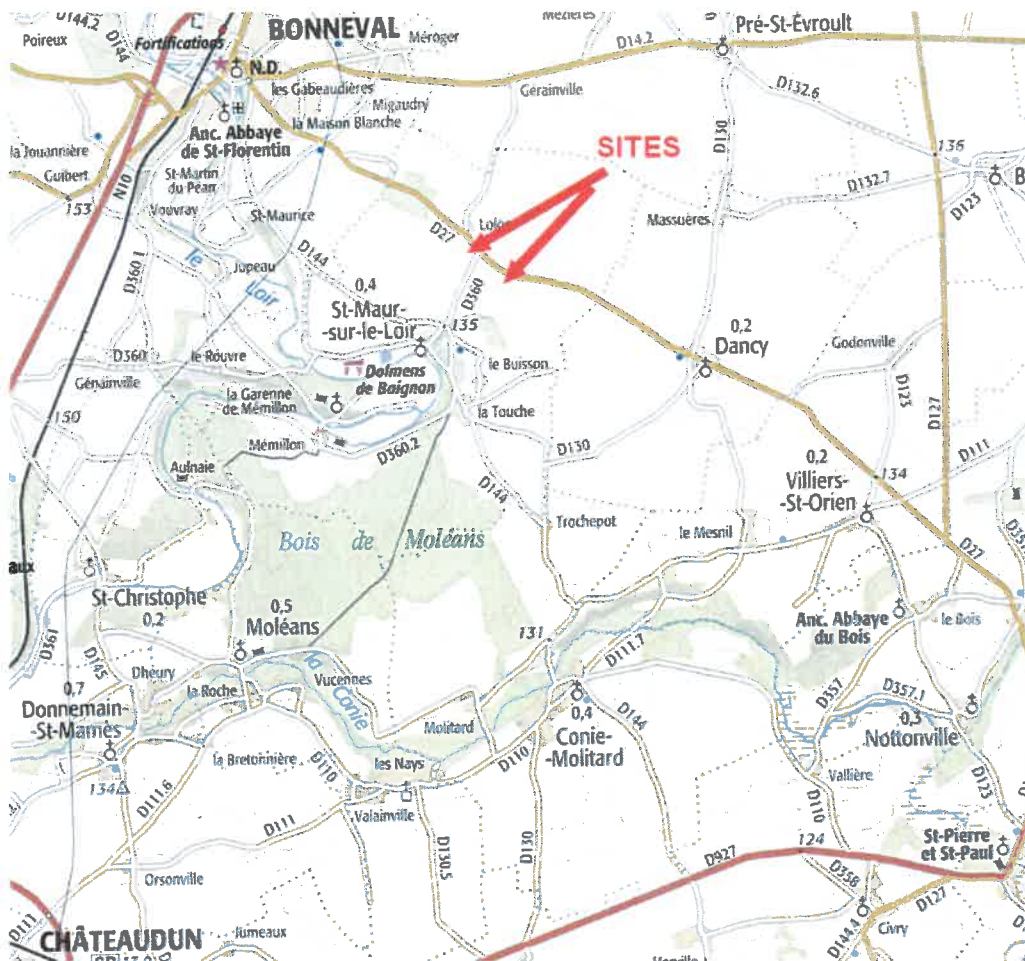 D144.2
BONNEVAL
Mézières
Pré-St-Évroult
Poireux
D144
Fortifications
Méroger
D14.2
N.D.
les Gabeaudières
Gérainville
D132.6
Migaudry
la Maison Blanche
Anc. Abbaye
de St-Florentin
D130
SITES
136
la Jouannière
Guibert
N10
St-Martin
du Péan
D132.7
B
D123
153
Vouvray
St-Maurice
D27
Massuères
D144
D360.1
le
Jupeau
Loir
0,4
St-Maur-
-sur-le-Loir
D360
135
0,2
Dancy
Godonville
D360
le Rouvre
Dolmens
de Baignon
le Buisson
Génainville
la Garenne
de Mémillon
D123
D127
la Touche
150
Mémillon
D360.2
D130
D111
0,2
Villiers-
-St-Orien
134
Aulnaie
D144
Trochepot
le Mesnil
Bois de Moléans
D27
aux
St-Christophe
0,2
0,5
Moléans
Anc. Abbaye
du Bois
le Bois
131
D111.7
D361
D145
Dheury
la Roche
Vucennes
la Conie
D357
D357.1
0,7
Donnemain-
-St-Mamès
Molitard
0,4
Conie-
-Molitard
D144
0,3
Nottonville
la Bretonnière
D110
les Nays
D110
134
Vallière
D111.6
Valainville
D110
D123
D111
D130.5
D130
D927
124
St-Pierre
et St-Paul
Orsonville
D358
D127
D111
CHÂTEAUDUN
Jumeaux
D144.4
Civry